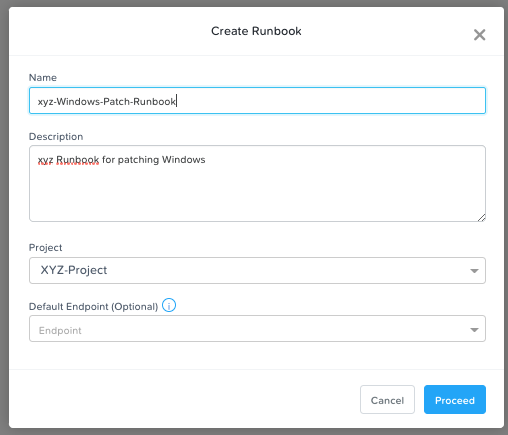 Create Runbook
Name
xyz-Windows-Patch-Runbook
Description
xyz Runbook for patching Windows
Project
XYZ-Project
Default Endpoint (Optional)
Endpoint
Cancel
Proceed